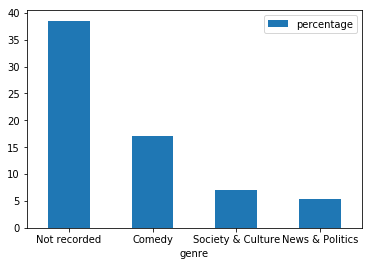 40
35
30
25
20
15
10
5
0
percentage
Not recorded
Comedy
Society & Culture
News & Politics
genre